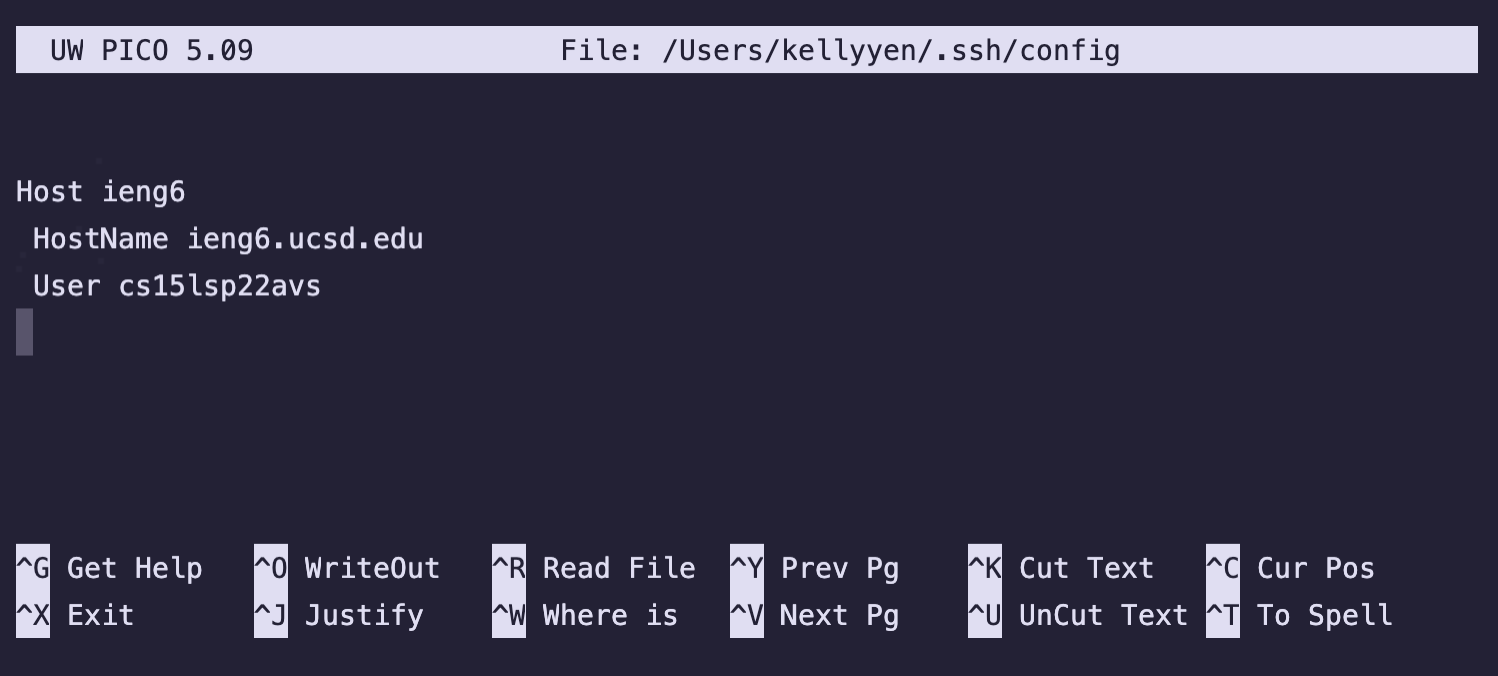 UW PICO 5.09 File: /Users/kellyyen/.ssh/config
Host ieng6
HostName ieng6.ucsd.edu
User cs15lsp22avs
^G Get Help ^O WriteOut ^R Read File ^Y Prev Pg ^K Cut Text ^C Cur Pos
^X Exit ^J Justify ^W Where is ^V Next Pg ^U UnCut Text ^T To Spell